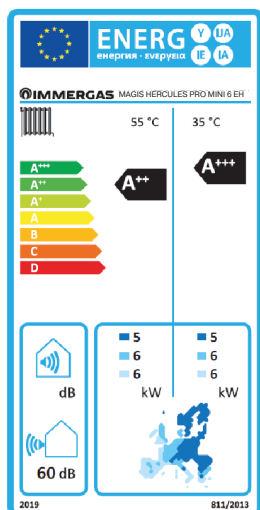 ENERG Y UA
енергия · ενεργεια IE IA
IMMERGAS MAGIS HERCULES PRO MINI 6 EH
55 °C 35 °C
A+++
A++
A+
A
B
C
D
A++ A+++
5 5
6 6
6 6
kW kW
dB
60 dB
2019 811/2013